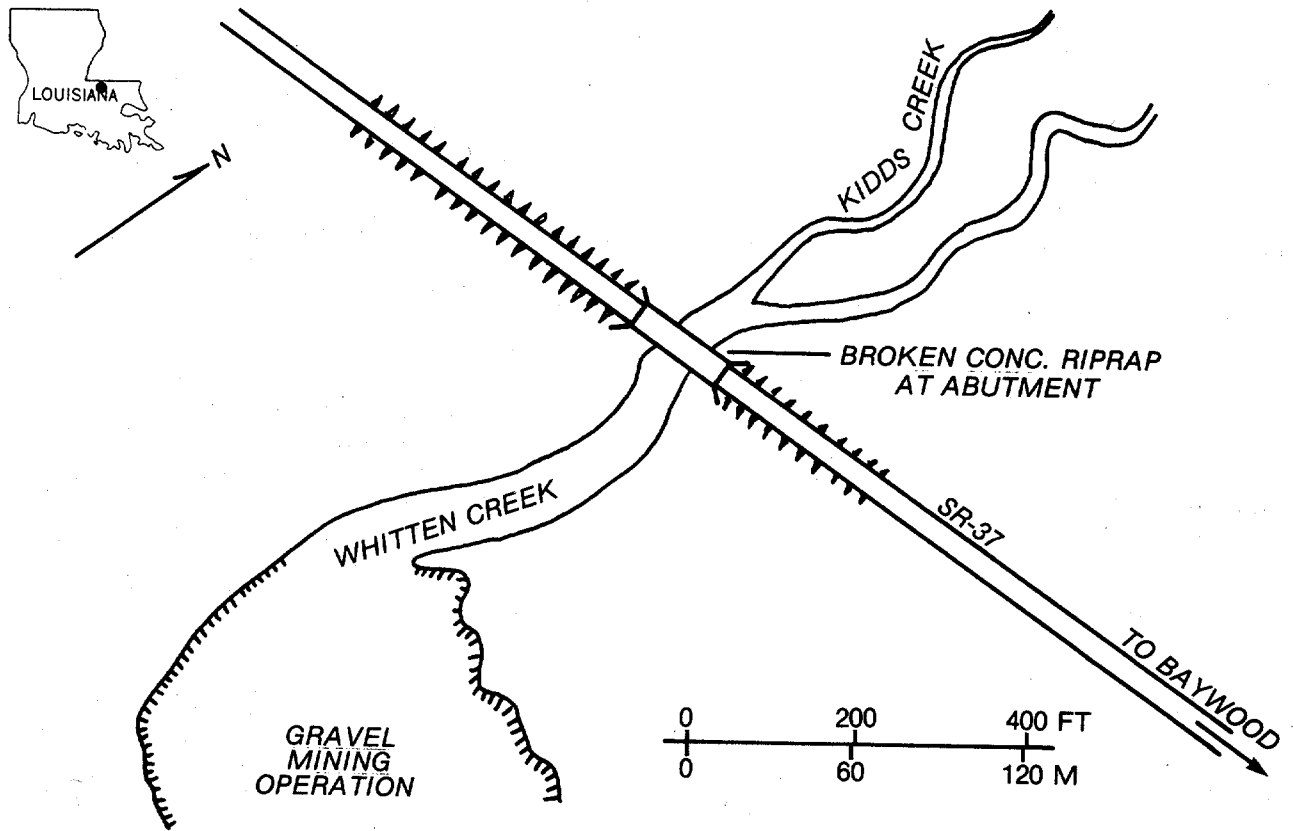 LOUISIANA
N
KIDDS CREEK
BROKEN CONC. RIPRAP
AT ABUTMENT
WHITTEN CREEK
SR-37
TO BAYWOOD
GRAVEL
MINING
OPERATION
0 200 400 FT
0 60 120 M